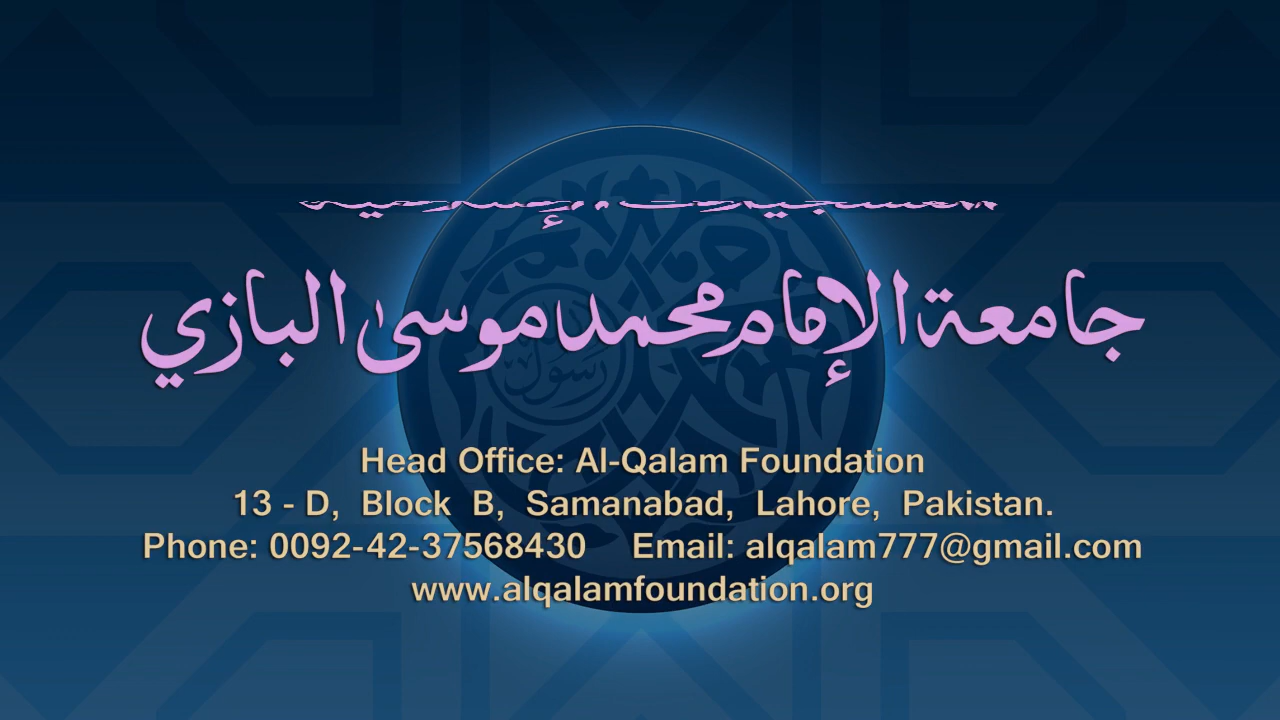 جامعة الإمام محمد موسىٰ البازي
Head Office: Al-Qalam Foundation
13 - D, Block B, Samanabad, Lahore, Pakistan.
Phone: 0092-42-37568430 Email: alqalam777@gmail.com
www.alqalamfoundation.org